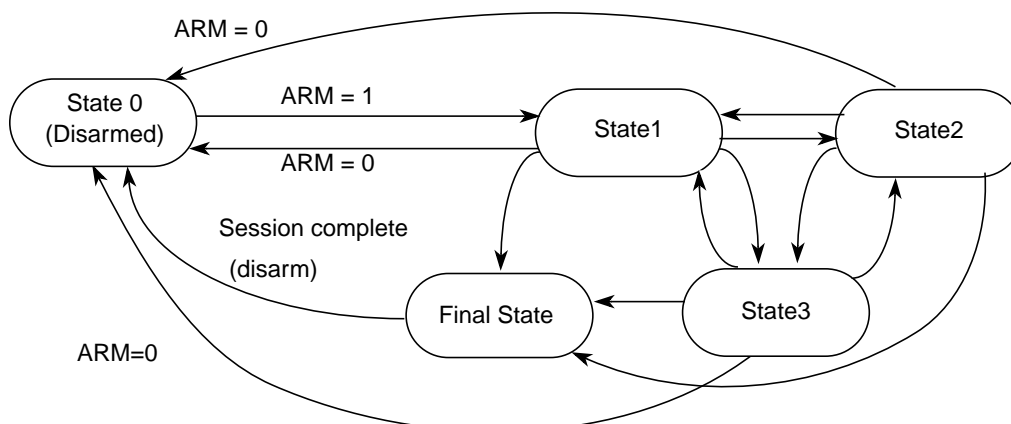 ARM = 0
State 0
(Disarmed)
ARM = 1
State1
State2
ARM = 0
Session complete
(disarm)
Final State
State3
ARM=0